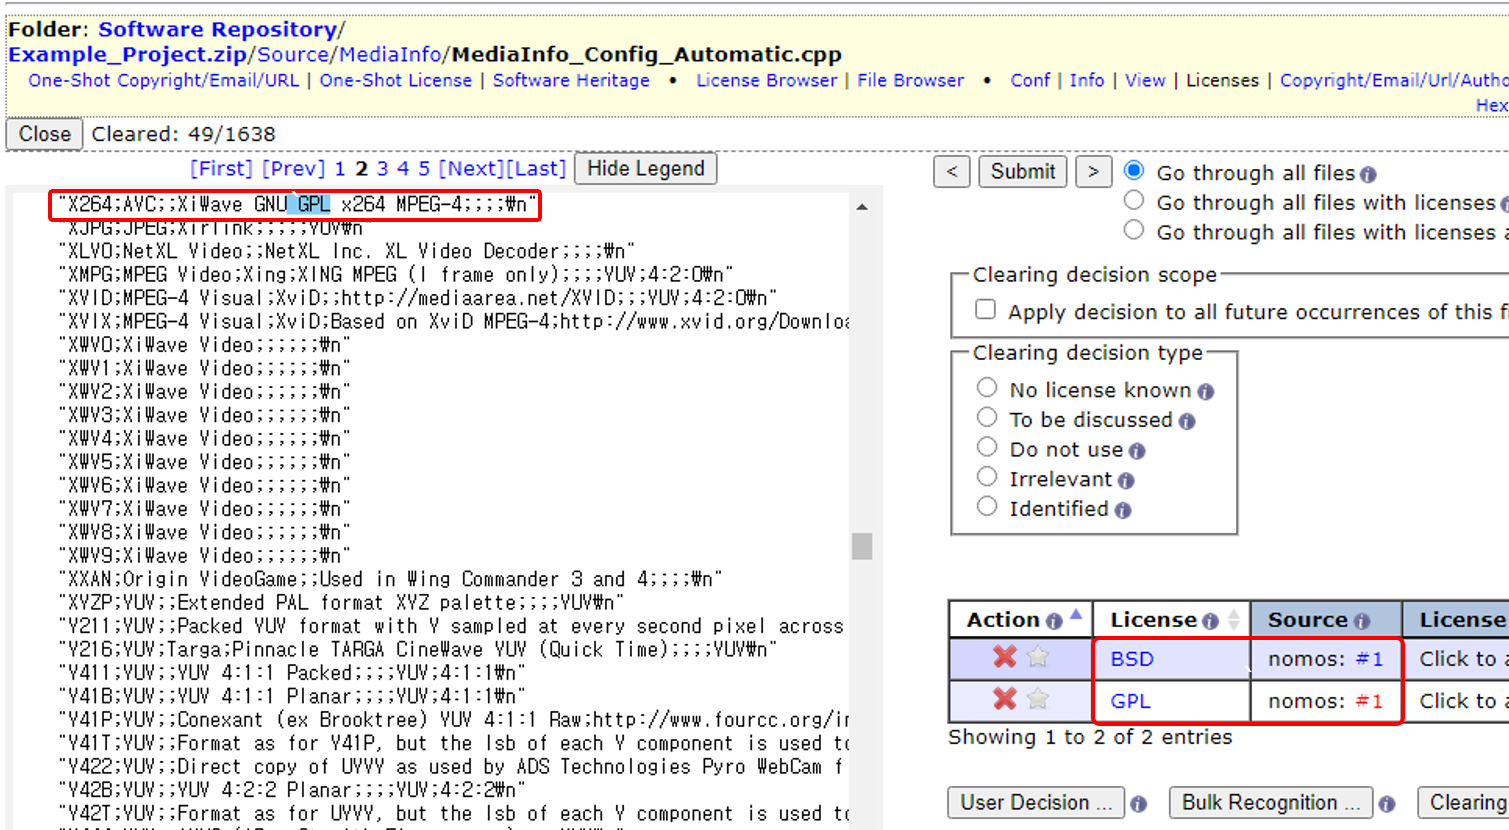 Folder: Software Repository/
Example_Project.zip/Source/MediaInfo/MediaInfo_Config_Automatic.cpp
One-Shot Copyright/Email/URL | One-Shot License | Software Heritage • License Browser | File Browser • Conf | Info | View | Licenses | Copyright/Email/Url/Autho
Hex
Close Cleared: 49/1638
[First] [Prev] 1 2 3 4 5 [Next][Last] Hide Legend
"X264;AVC;;XiWave GNU GPL x264 MPEG-4;;;;₩n"
"XJPG;JPEG;Xirlink;;;;;YUV₩n"
"XLV0;NetXL Video;;NetXL Inc. XL Video Decoder;;;;₩n"
"XMPG;MPEG Video;Xing;XING MPEG (I frame only);;;;YUV;4:2:0₩n"
"XVID;MPEG-4 Visual;XviD;;http://mediaarea.net/XVID;;;YUV;4:2:0₩n"
"XVIX;MPEG-4 Visual;XviD;Based on XviD MPEG-4;http://www.xvid.org/Downloa
"XWV0;XiWave Video;;;;;;₩n"
"XWV1;XiWave Video;;;;;;₩n"
"XWV2;XiWave Video;;;;;;₩n"
"XWV3;XiWave Video;;;;;;₩n"
"XWV4;XiWave Video;;;;;;₩n"
"XWV5;XiWave Video;;;;;;₩n"
"XWV6;XiWave Video;;;;;;₩n"
"XWV7;XiWave Video;;;;;;₩n"
"XWV8;XiWave Video;;;;;;₩n"
"XWV9;XiWave Video;;;;;;₩n"
"XXAN;Origin VideoGame;;Used in Wing Commander 3 and 4;;;;₩n"
"XYZP;YUV;;Extended PAL format XYZ palette;;;;YUV₩n"
"Y211;YUV;;Packed YUV format with Y sampled at every second pixel across
"Y216;YUV;Targa;Pinnacle TARGA CineWave YUV (Quick Time);;;;YUV₩n"
"Y411;YUV;;YUV 4:1:1 Packed;;;;YUV;4:1:1₩n"
"Y41B;YUV;;YUV 4:1:1 Planar;;;;YUV;4:1:1₩n"
"Y41P;YUV;;Conexant (ex Brooktree) YUV 4:1:1 Raw;http://www.fourcc.org/in
"Y41T;YUV;;Format as for Y41P, but the lsb of each Y component is used to
"Y422;YUV;;Direct copy of UYVY as used by ADS Technologies Pyro WebCam f
"Y42B;YUV;;YUV 4:2:2 Planar;;;;YUV;4:2:2₩n"
"Y42T;YUV;;Format as for UYVY, but the lsb of each Y component is used to
< Submit > Go through all files
Go through all files with licenses
Go through all files with licenses a
Clearing decision scope
Apply decision to all future occurrences of this fi
Clearing decision type
No license known
To be discussed
Do not use
Irrelevant
Identified
Action License Source License
BSD nomos: #1 Click to a
GPL nomos: #1 Click to a
Showing 1 to 2 of 2 entries
User Decision ... Bulk Recognition ... Clearing